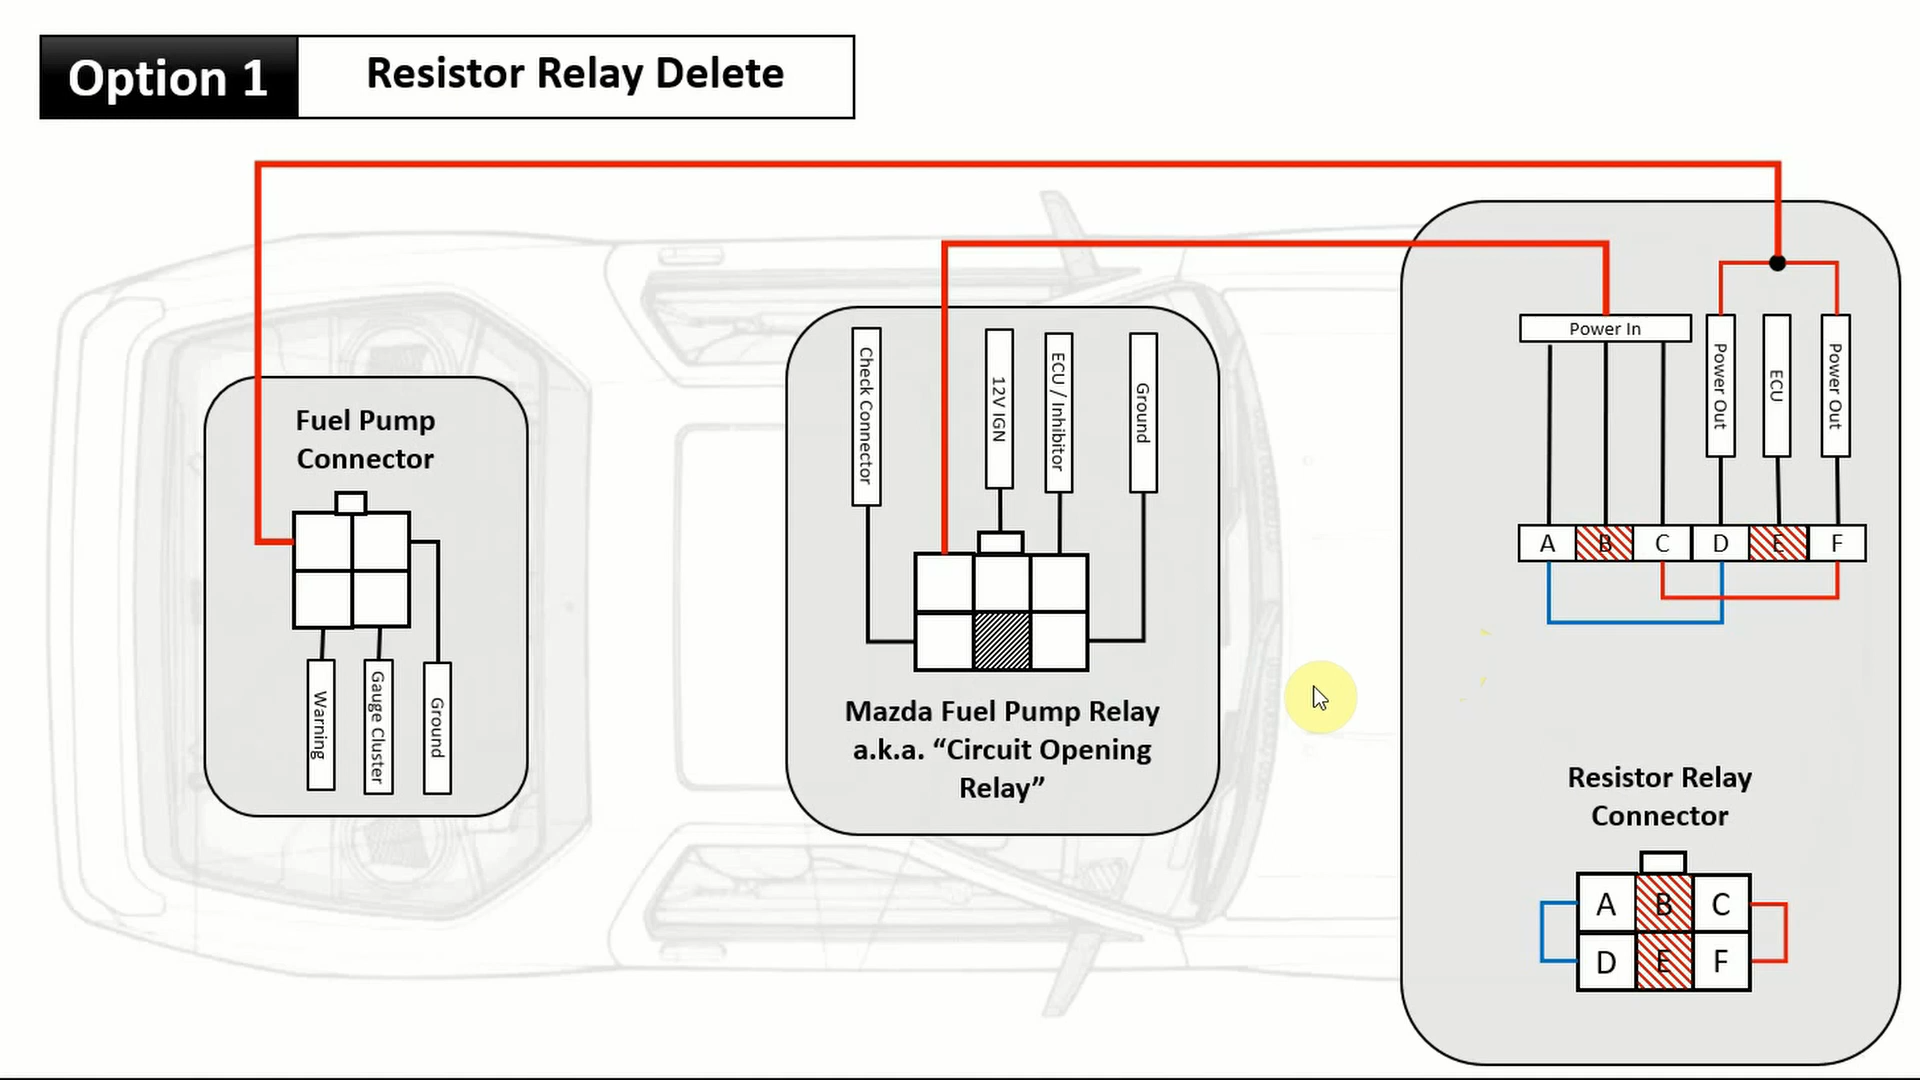 Option 1
Resistor Relay Delete
Fuel Pump
Connector
Warning
Gauge Cluster
Ground
Check Connector
12V IGN
ECU / Inhibitor
Ground
Mazda Fuel Pump Relay
a.k.a. “Circuit Opening
Relay”
Power In
Power Out
ECU
Power Out
A B C D E F
Resistor Relay
Connector
A B C
D E F